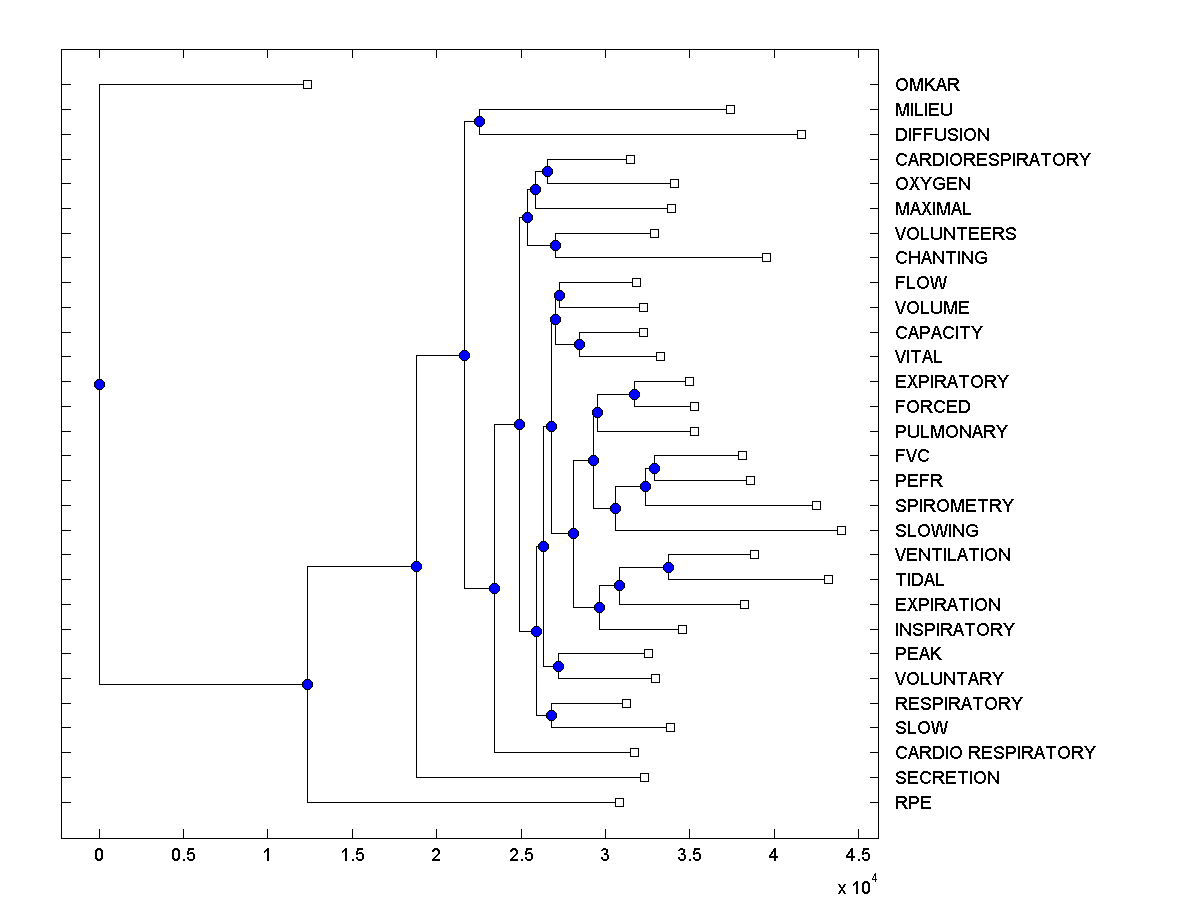 OMKAR
MILIEU
DIFFUSION
CARDIORESPIRATORY
OXYGEN
MAXIMAL
VOLUNTEERS
CHANTING
FLOW
VOLUME
CAPACITY
VITAL
EXPIRATORY
FORCED
PULMONARY
FVC
PEFR
SPIROMETRY
SLOWING
VENTILATION
TIDAL
EXPIRATION
INSPIRATORY
PEAK
VOLUNTARY
RESPIRATORY
SLOW
CARDIO RESPIRATORY
SECRETION
RPE
0 0.5 1 1.5 2 2.5 3 3.5 4 4.5
x 10^4